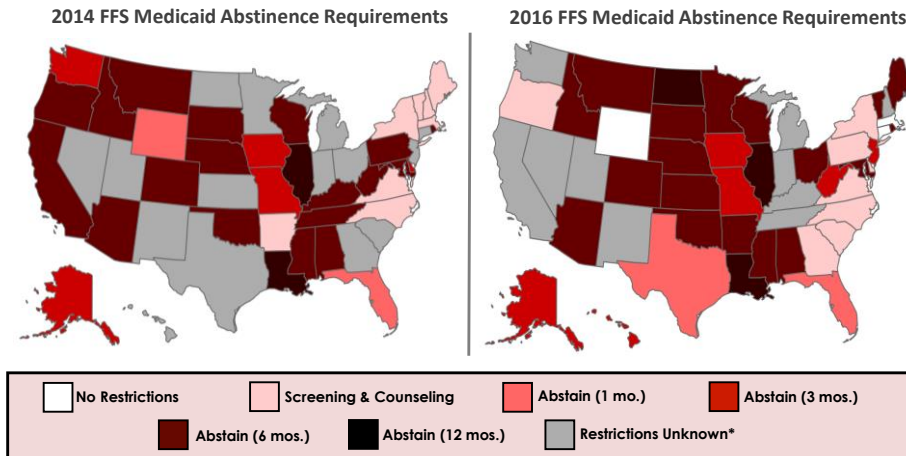 2014 FFS Medicaid Abstinence Requirements
2016 FFS Medicaid Abstinence Requirements
No Restrictions
Screening & Counseling
Abstain (1 mo.)
Abstain (3 mos.)
Abstain (6 mos.)
Abstain (12 mos.)
Restrictions Unknown*